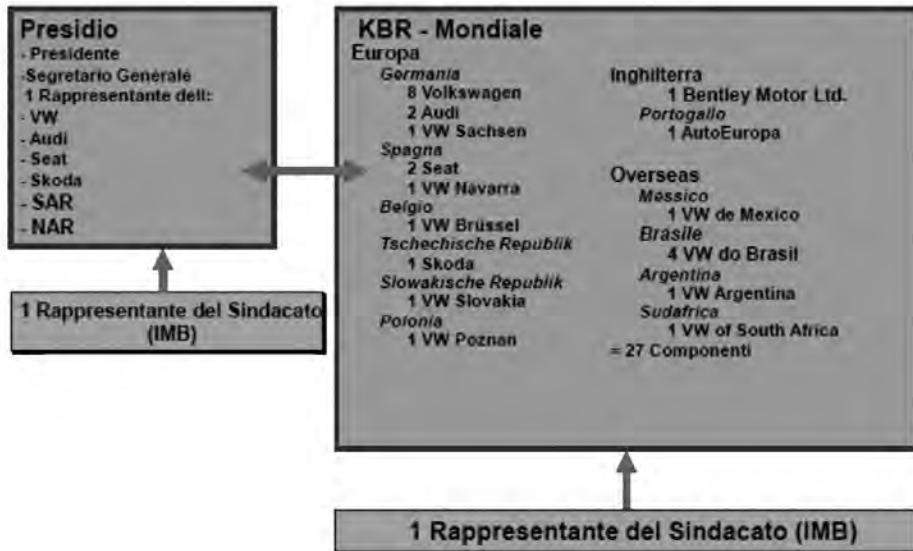 Presidio
- Presidente
-Segretario Generale
1 Rappresentante dell:
- VW
- Audi
- Seat
- Skoda
- SAR
- NAR
1 Rappresentante del Sindacato
(IMB)
KBR - Mondiale
Europa
Germania
8 Volkswagen
2 Audi
1 VW Sachsen
Spagna
2 Seat
1 VW Navarra
Belgio
1 VW Brüssel
Tschechische Republik
1 Skoda
Slowakische Republik
1 VW Slovakia
Polonia
1 VW Poznan
Inghilterra
1 Bentley Motor Ltd.
Portogallo
1 AutoEuropa
Overseas
Messico
1 VW de Mexico
Brasile
4 VW do Brasil
Argentina
1 VW Argentina
Sudafrica
1 VW of South Africa
= 27 Componenti
1 Rappresentante del Sindacato (IMB)